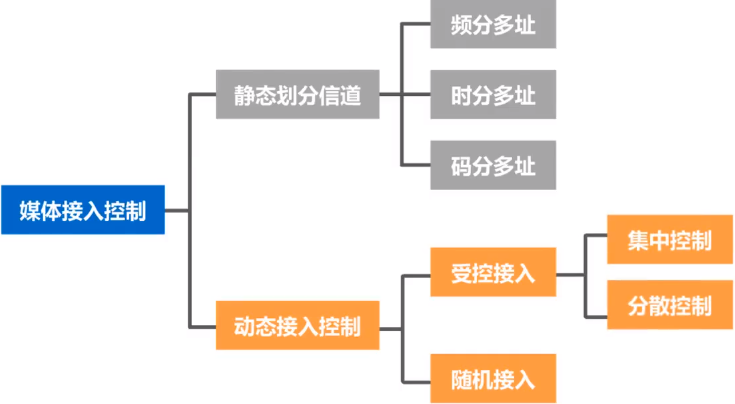 频分多址
静态划分信道
时分多址
码分多址
媒体接入控制
集中控制
受控接入
分散控制
动态接入控制
随机接入